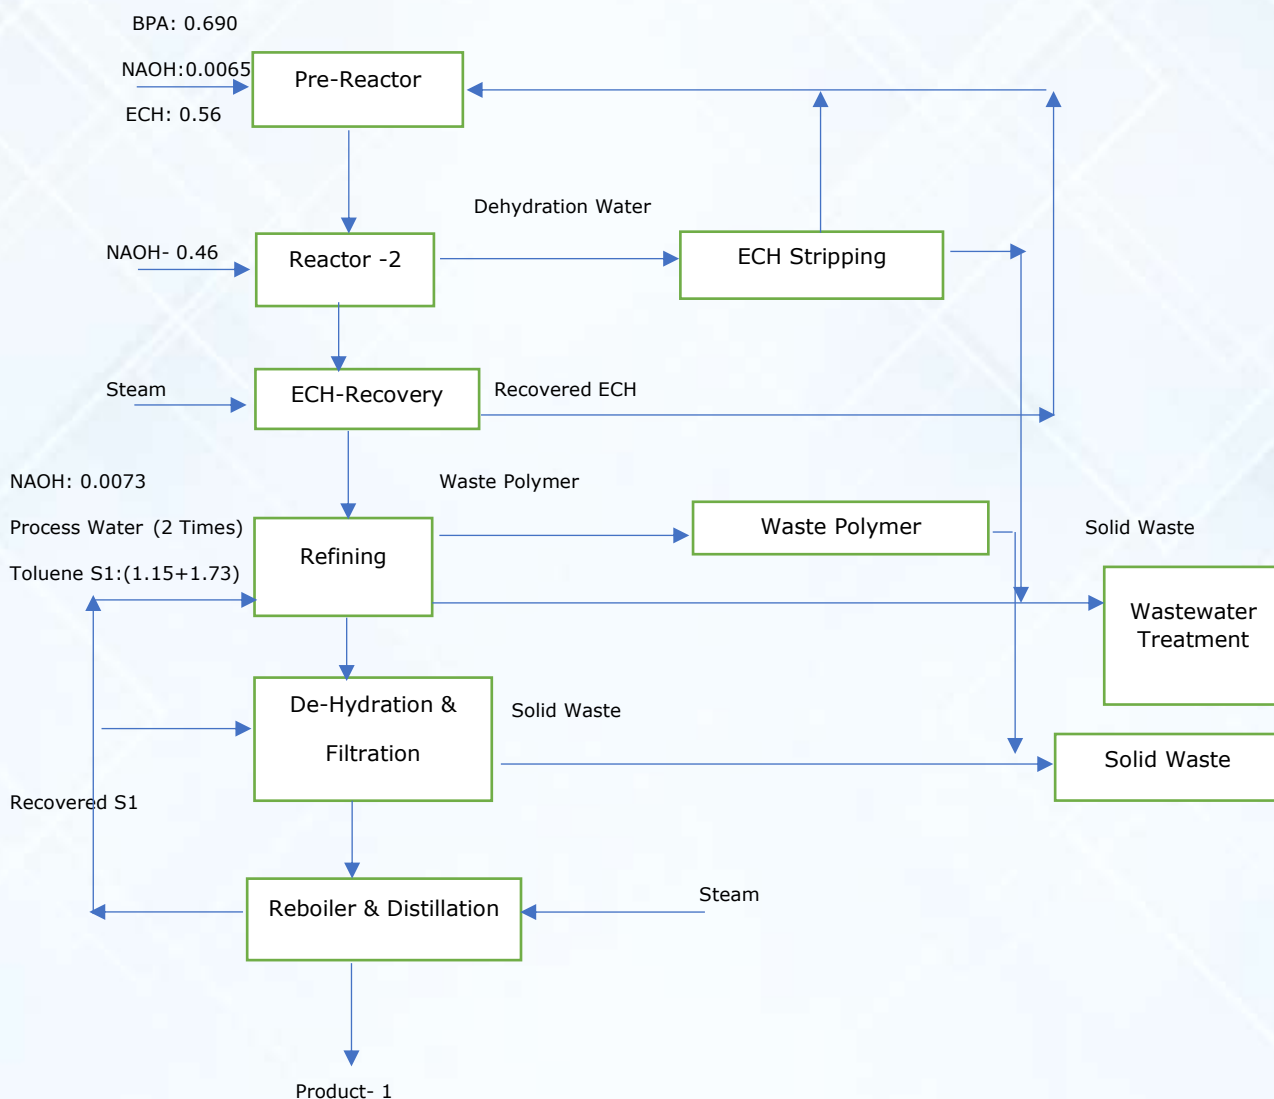 BPA: 0.690
NAOH:0.0065
Pre-Reactor
ECH: 0.56
Dehydration Water
NAOH- 0.46
Reactor -2
ECH Stripping
Steam
ECH-Recovery
Recovered ECH
NAOH: 0.0073
Waste Polymer
Process Water (2 Times)
Waste Polymer
Solid Waste
Refining
Toluene S1:(1.15+1.73)
Wastewater
Treatment
De-Hydration &
Filtration
Solid Waste
Solid Waste
Recovered S1
Reboiler & Distillation
Steam
Product- 1